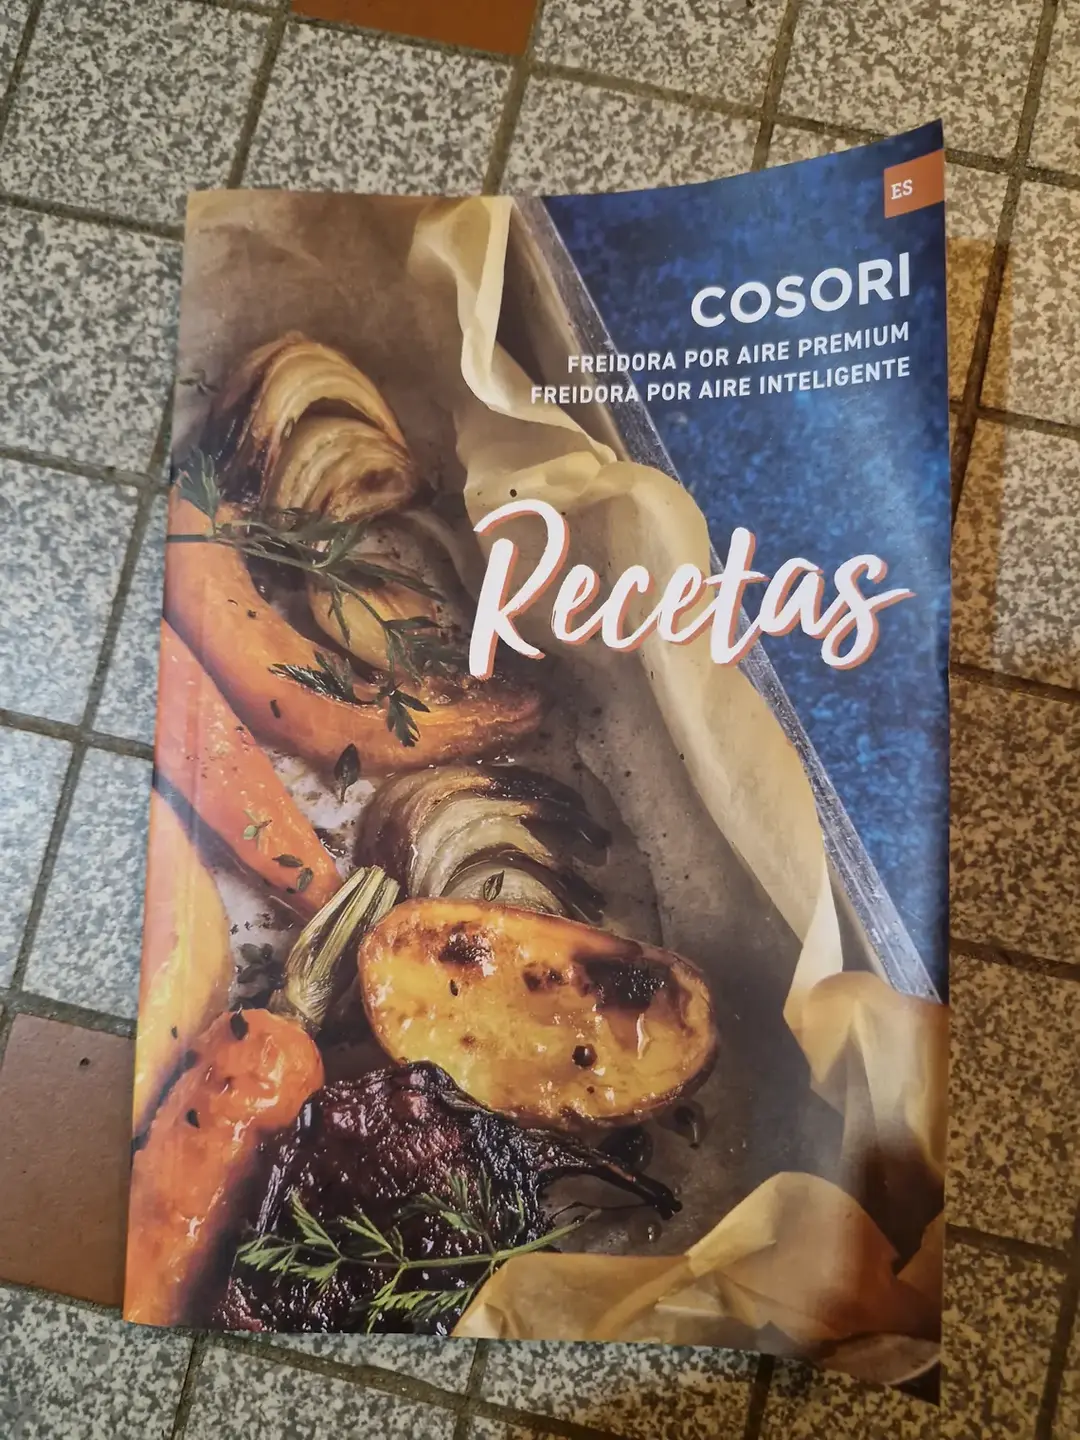 ES
COSORI
FREIDORA POR AIRE PREMIUM
FREIDORA POR AIRE INTELIGENTE
Recetas